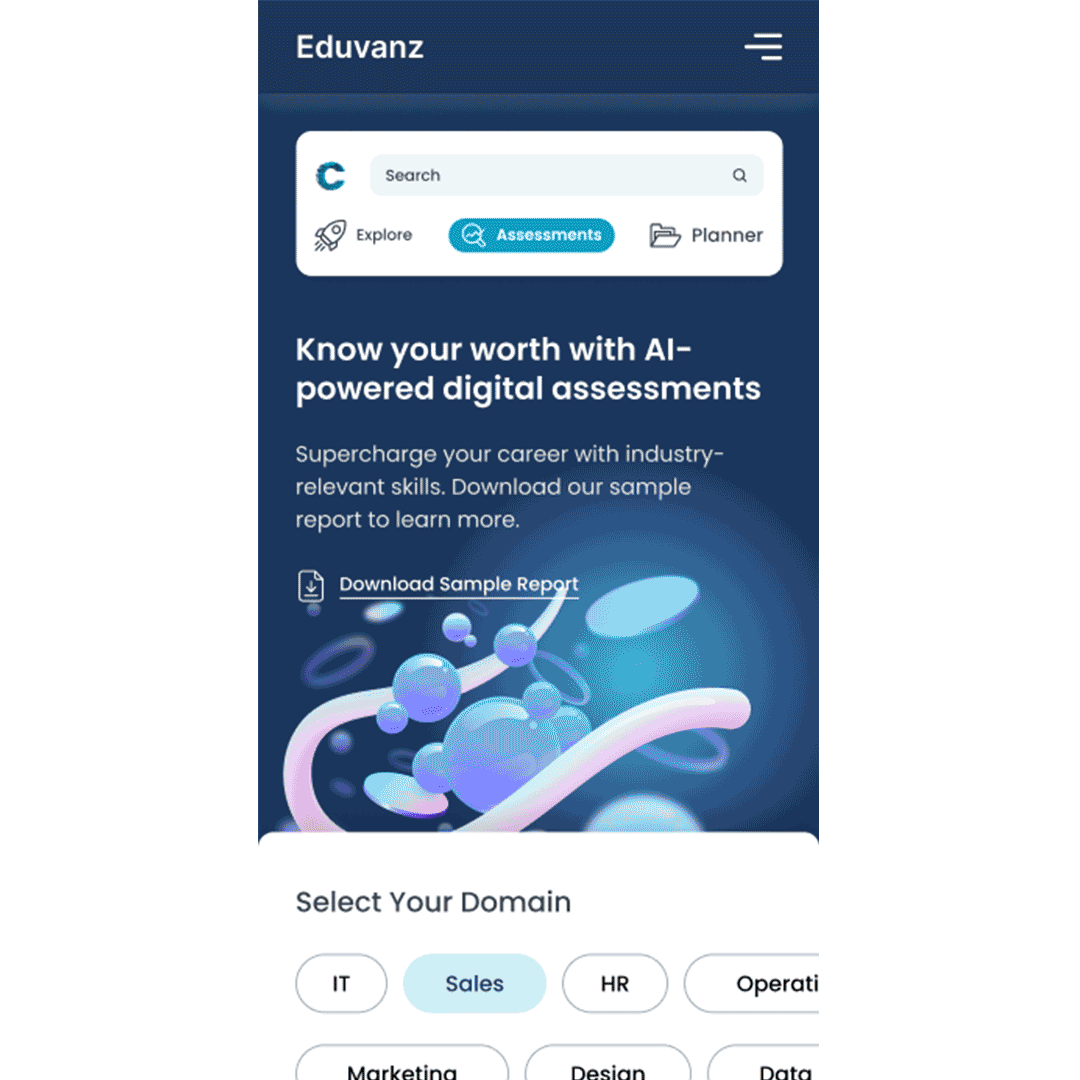 Eduvanz
Search
Explore
Assessments
Planner
Know your worth with AI-
powered digital assessments
Supercharge your career with industry-
relevant skills. Download our sample
report to learn more.
Download Sample Report
Select Your Domain
IT
Sales
HR
Operati
Marketing
Design
Data